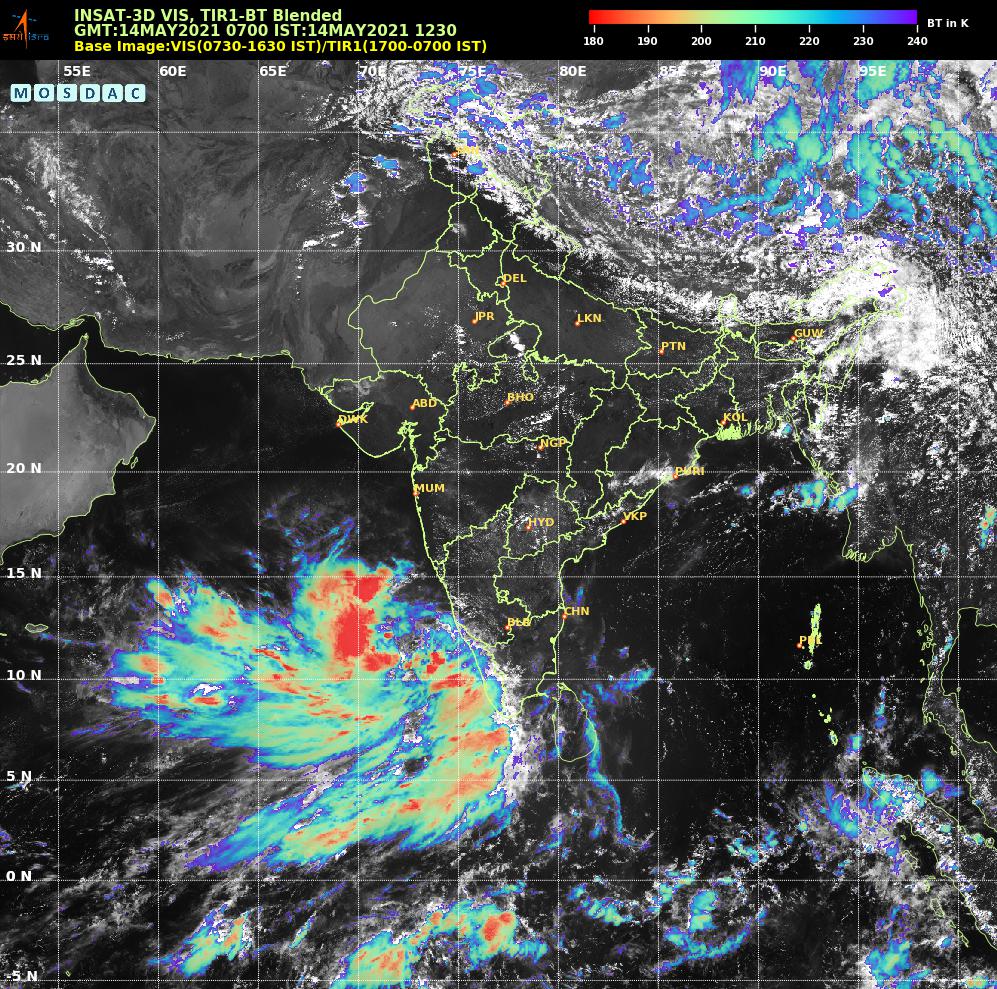 INSAT-3D VIS, TIR1-BT Blended
GMT:14MAY2021 0700 IST:14MAY2021 1230
Base Image:VIS(0730-1630 IST)/TIR1(1700-0700 IST)
BT in K
180 190 200 210 220 230 240
55E 60E 65E 70E 75E 80E 85E 90E 95E
MOSDAC
30 N
DEL
JPR
LKN
GUW
PTN
25 N
BHO
ABD
DWK
KOL
NGP
20 N
PURI
MUM
VKP
HYD
15 N
CHN
BLB
10 N
5 N
0 N
-5 N